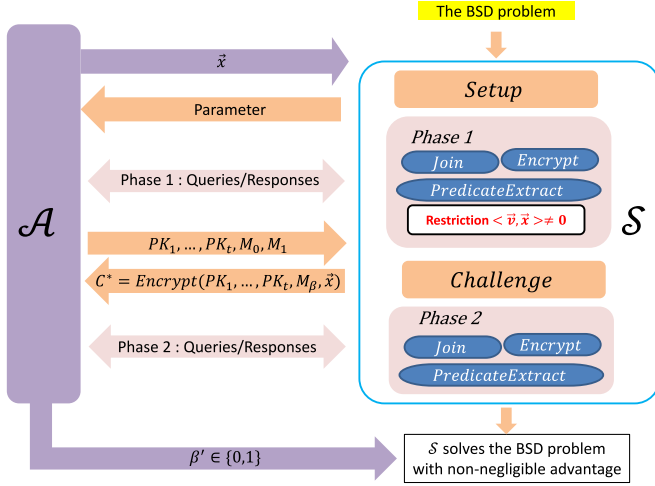 The BSD problem
𝒜
x⃗
Parameter
Phase 1 : Queries/Responses
PK₁, … , PKₜ, M₀, M₁
C* = Encrypt(PK₁, … , PKₜ, Mᵦ, x⃗)
Phase 2 : Queries/Responses
β′ ∈ {0,1}
Setup
Phase 1
Join
Encrypt
PredicateExtract
Restriction < v⃗, x⃗ > ≠ 0
𝒮
Challenge
Phase 2
Join
Encrypt
PredicateExtract
𝒮 solves the BSD problem
with non-negligible advantage